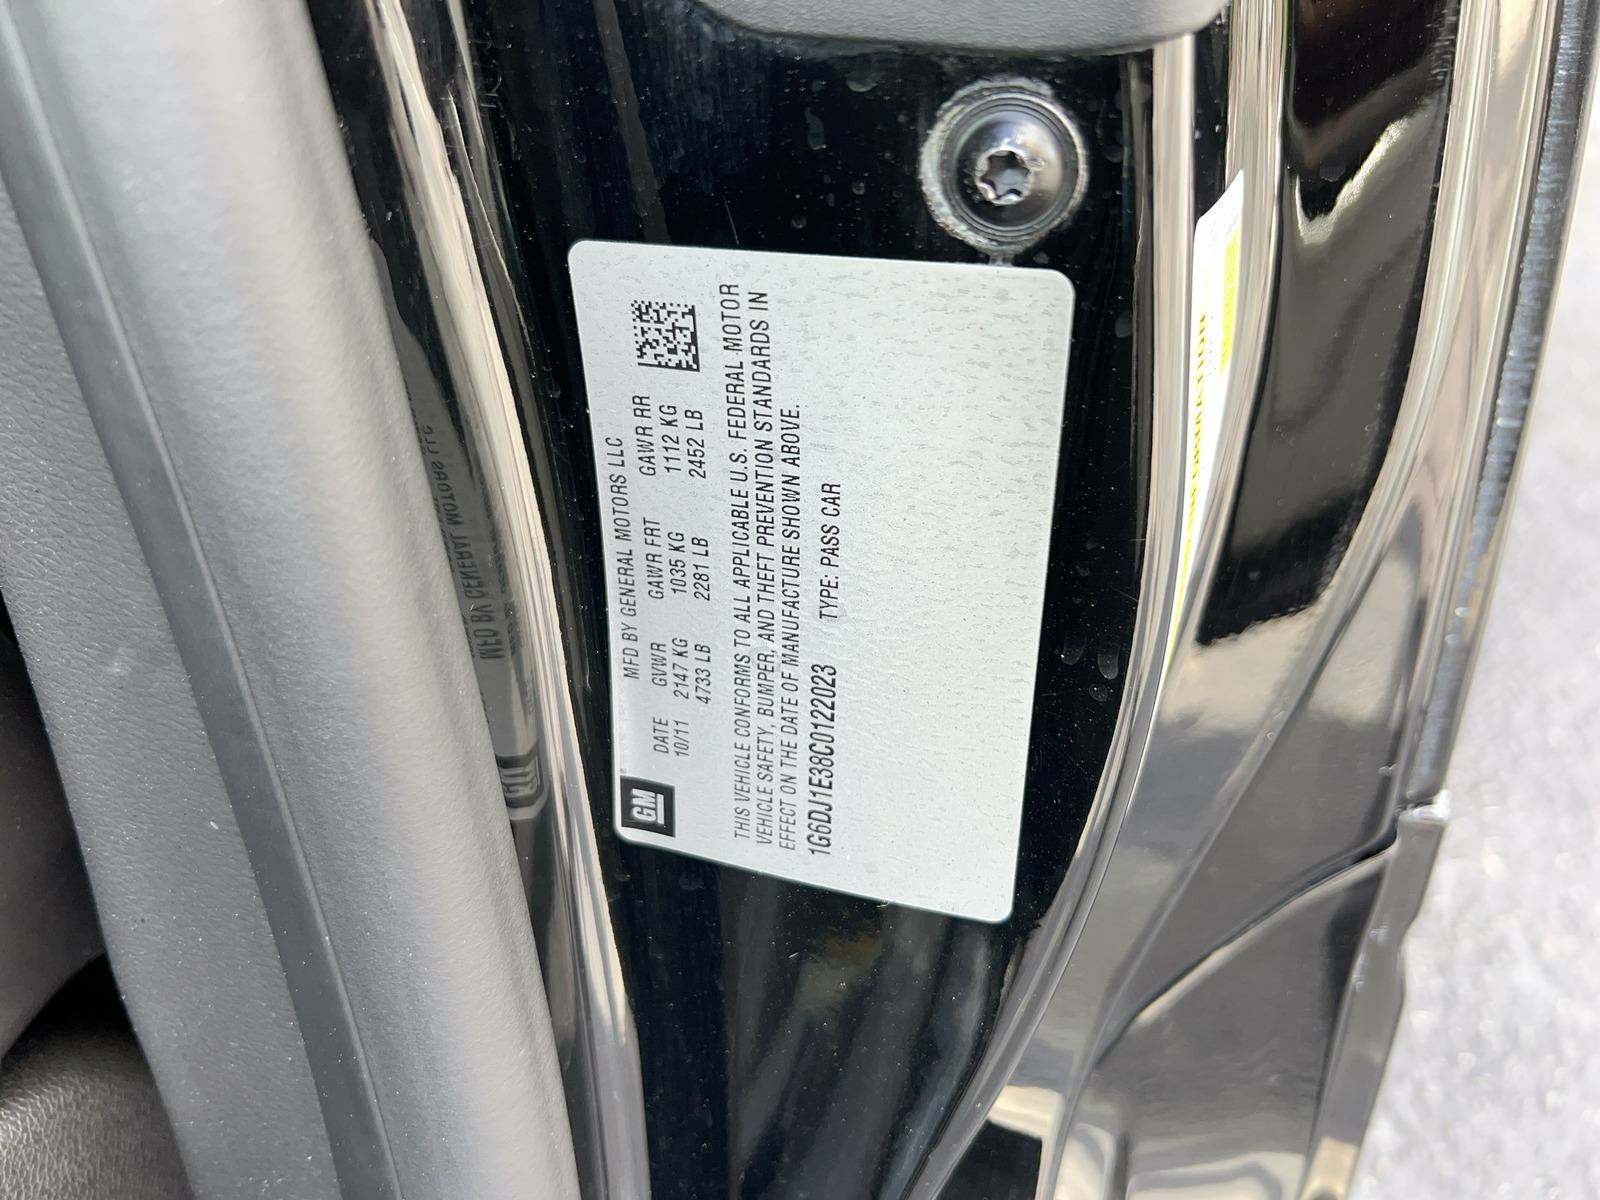 GM
MFD BY GENERAL MOTORS LLC
DATE GVWR GAWR FRT GAWR RR
10/11 2147 KG 1035 KG 1112 KG
4733 LB 2281 LB 2452 LB
THIS VEHICLE CONFORMS TO ALL APPLICABLE U.S. FEDERAL MOTOR
VEHICLE SAFETY, BUMPER, AND THEFT PREVENTION STANDARDS IN
EFFECT ON THE DATE OF MANUFACTURE SHOWN ABOVE.
1G6DJ1E38C0122023 TYPE: PASS CAR